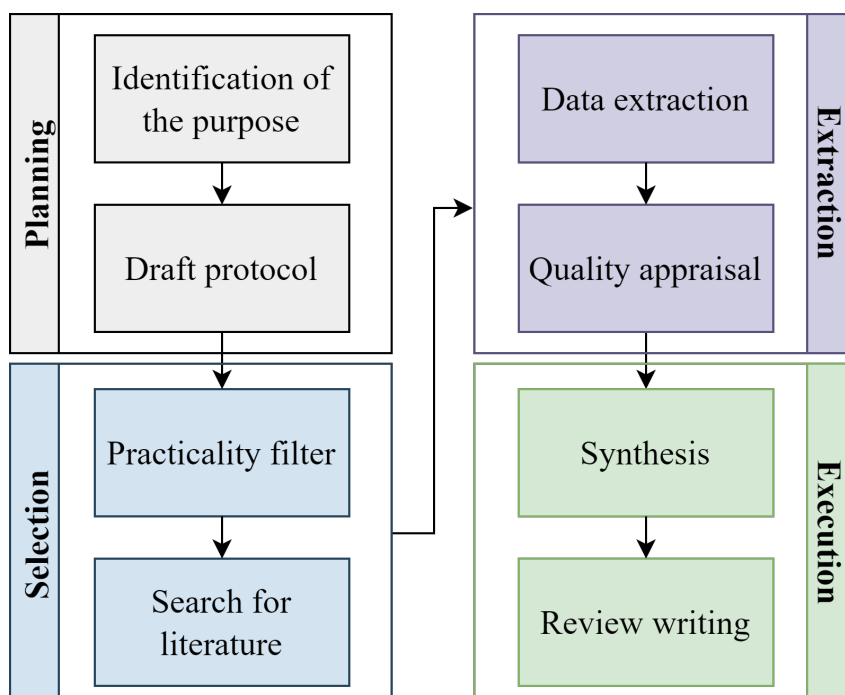 Planning
Identification of
the purpose
Draft protocol
Selection
Practicality filter
Search for
literature
Extraction
Data extraction
Quality appraisal
Execution
Synthesis
Review writing